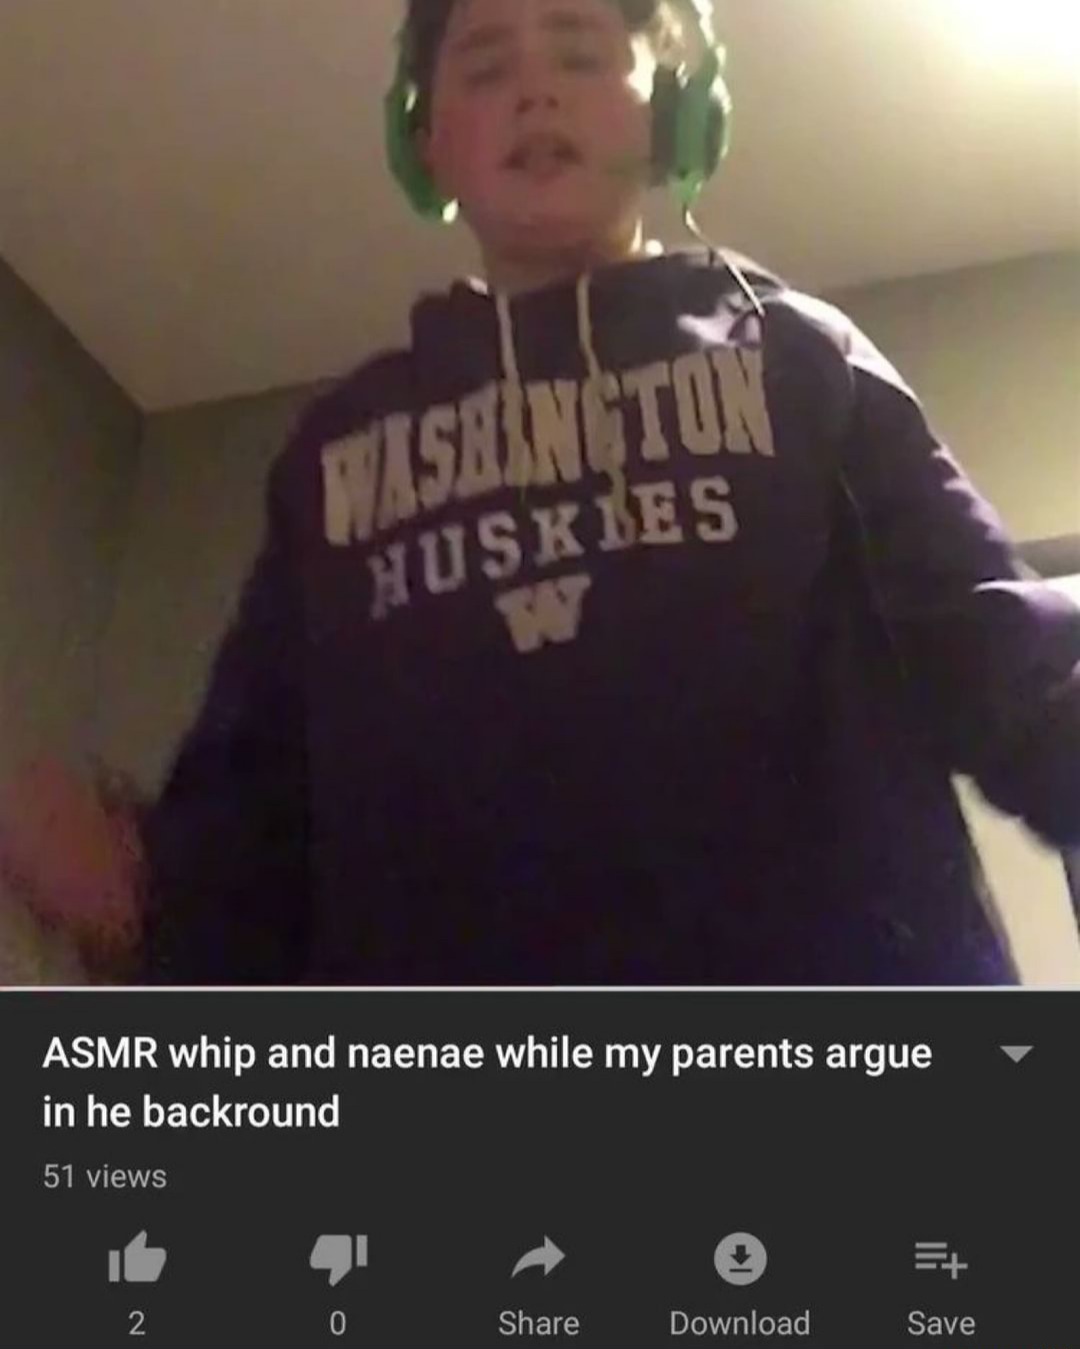 WASHINGTON
HUSKIES
W
ASMR whip and naenae while my parents argue
in he backround
51 views
2 0 Share Download Save